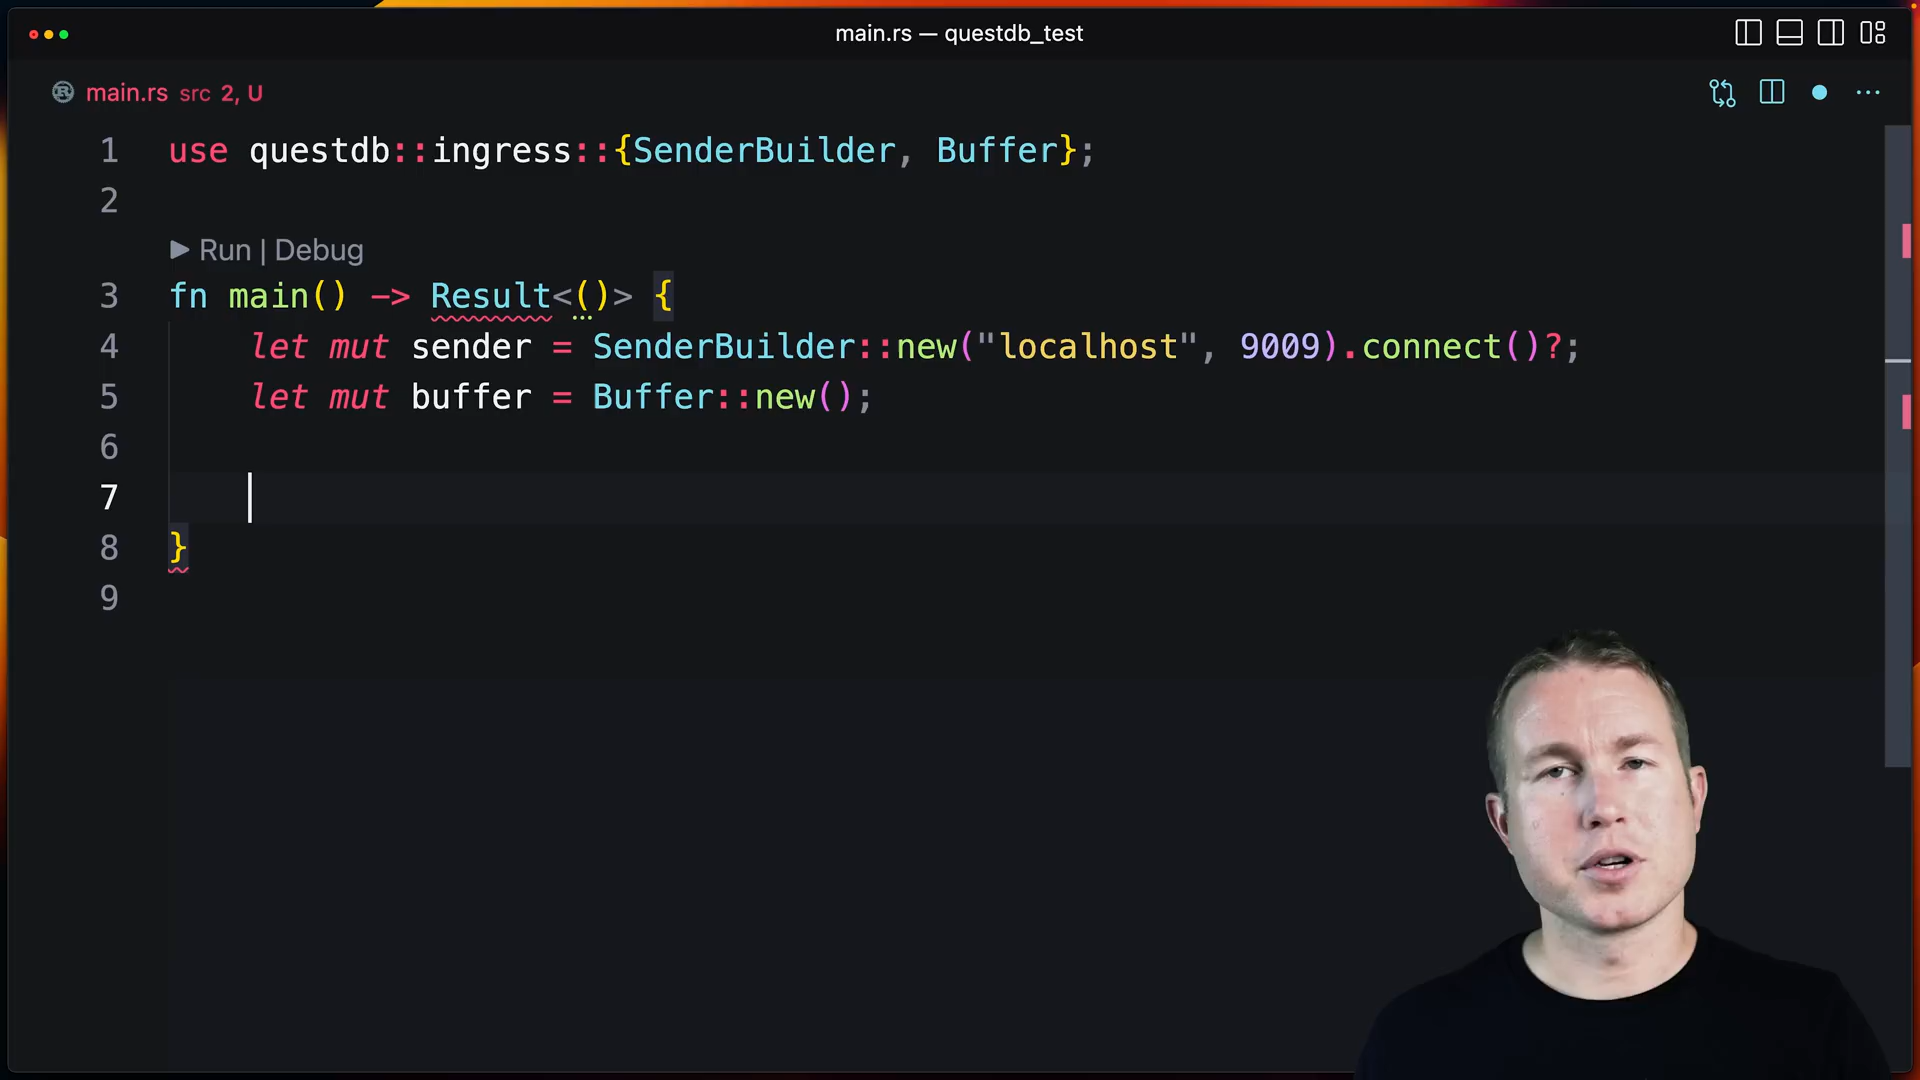 main.rs — questdb_test
main.rs src 2, U
1 use questdb::ingress::{SenderBuilder, Buffer};
2
Run | Debug
3 fn main() -> Result<()> {
4     let mut sender = SenderBuilder::new("localhost", 9009).connect()?;
5     let mut buffer = Buffer::new();
6
7
8 }
9